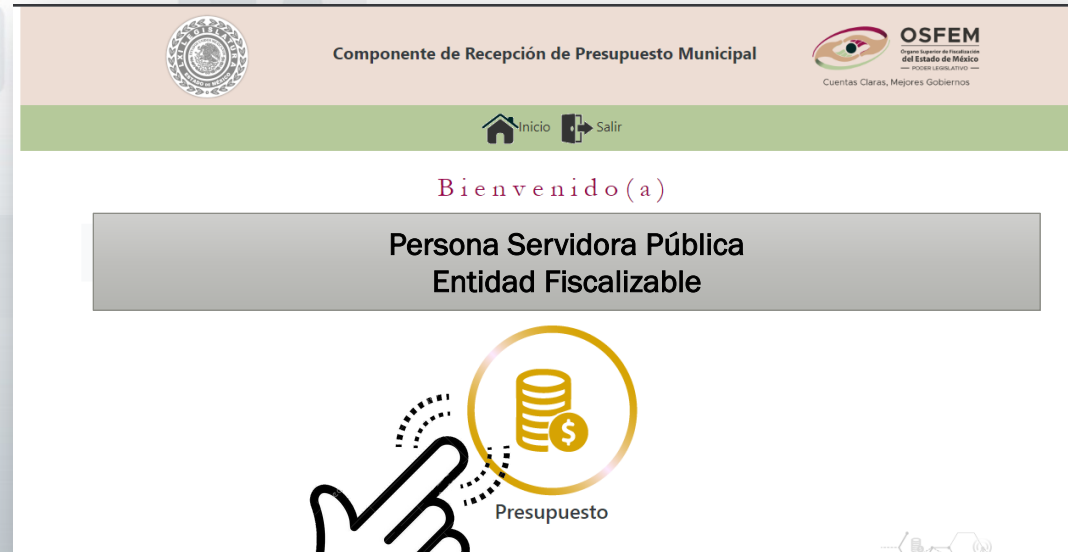 Componente de Recepción de Presupuesto Municipal
OSFEM
Órgano Superior de Fiscalización
del Estado de México
— PODER LEGISLATIVO —
Cuentas Claras, Mejores Gobiernos
Inicio
Salir
Bienvenido(a)
Persona Servidora Pública
Entidad Fiscalizable
$
Presupuesto